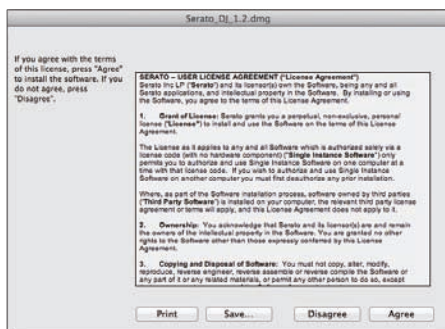 Serato_DJ_1.2.dmg
If you agree with the terms
of this license, press "Agree"
to install the software. If you
do not agree, press
"Disagree".
SERATO – USER LICENSE AGREEMENT ("License Agreement")
Serato Inc LP ("Serato") and its licensor(s) own the Software, being any and all
Serato applications, and intellectual property in the Software. By installing or using
the Software, you agree to the terms of this License Agreement.
1. Grant of License: Serato grants you a perpetual, non-exclusive, personal
license ("License") to install and use the Software on the terms of this License
Agreement.
The License as it applies to any and all Software which is authorized solely via a
license code (with no hardware component) ("Single Instance Software") only
permits you to authorize and use Single Instance Software on one computer at a
time with that license code. If you wish to authorize and use Single Instance
Software on another computer you must first deauthorize any prior installation.
Where, as part of the Software installation process, software owned by third parties
("Third Party Software") is installed on your computer, the relevant third party license
agreement or terms will apply, and this License Agreement does not apply to it.
2. Ownership: You acknowledge that Serato and its licensor(s) are and remain
the owners of the intellectual property in the Software. You are granted no other
rights to the Software other than those expressly conferred by this License
Agreement.
3. Copying and Disposal of Software: You must not copy, alter, modify,
reproduce, reverse engineer, reverse assemble or reverse compile the Software or
any part of it or any related materials, or permit any other person to do so, except
Print Save... Disagree Agree